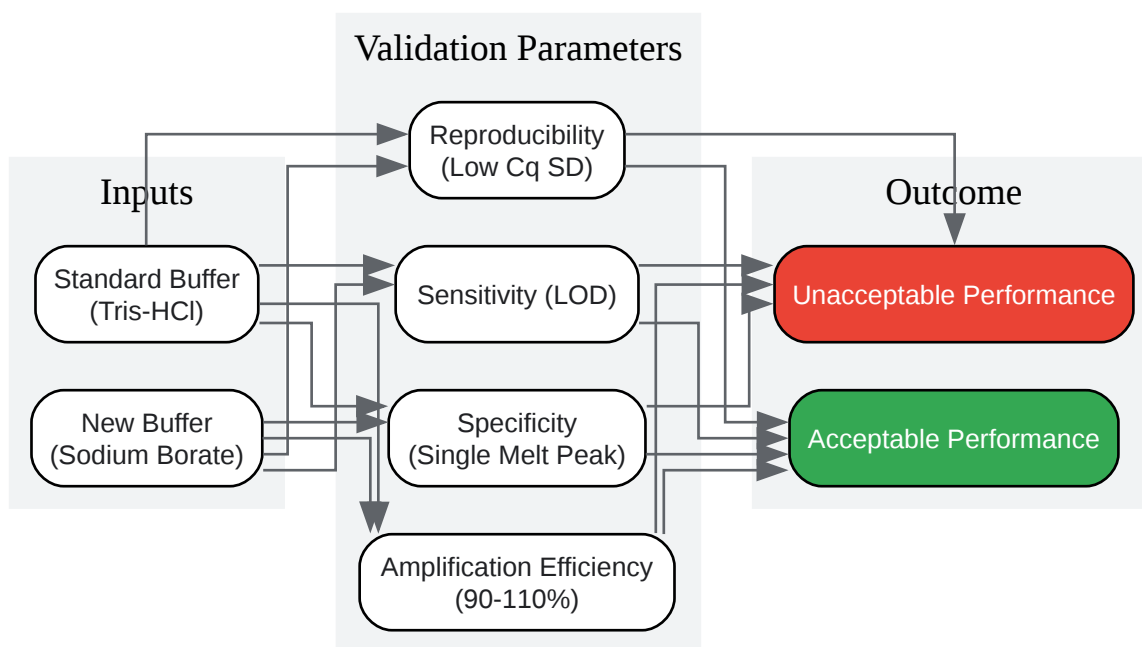 Validation Parameters
Inputs
Outcome
Reproducibility
(Low Cq SD)
Standard Buffer
(Tris-HCl)
Sensitivity (LOD)
Unacceptable Performance
New Buffer
(Sodium Borate)
Specificity
(Single Melt Peak)
Acceptable Performance
Amplification Efficiency
(90-110%)